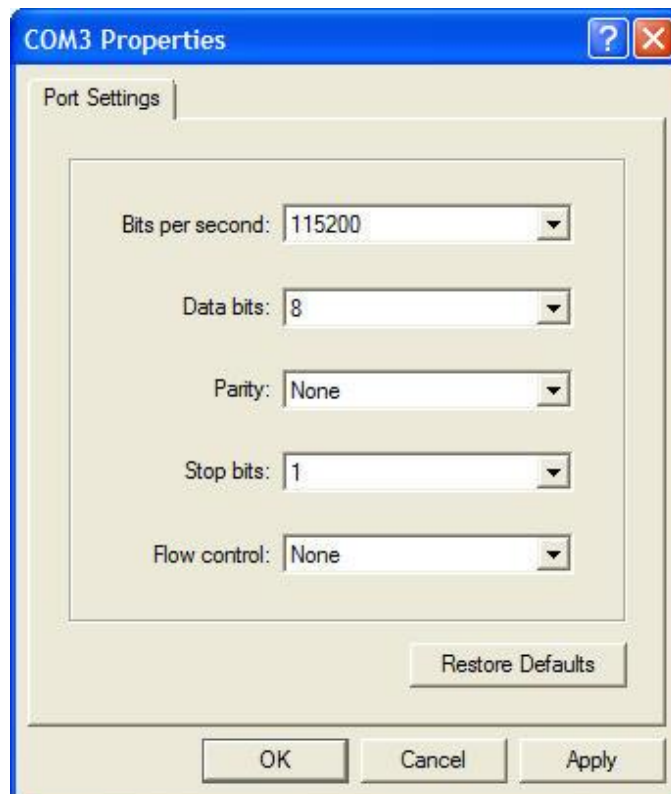 COM3 Properties
Port Settings
Bits per second: 115200
Data bits: 8
Parity: None
Stop bits: 1
Flow control: None
Restore Defaults
OK Cancel Apply